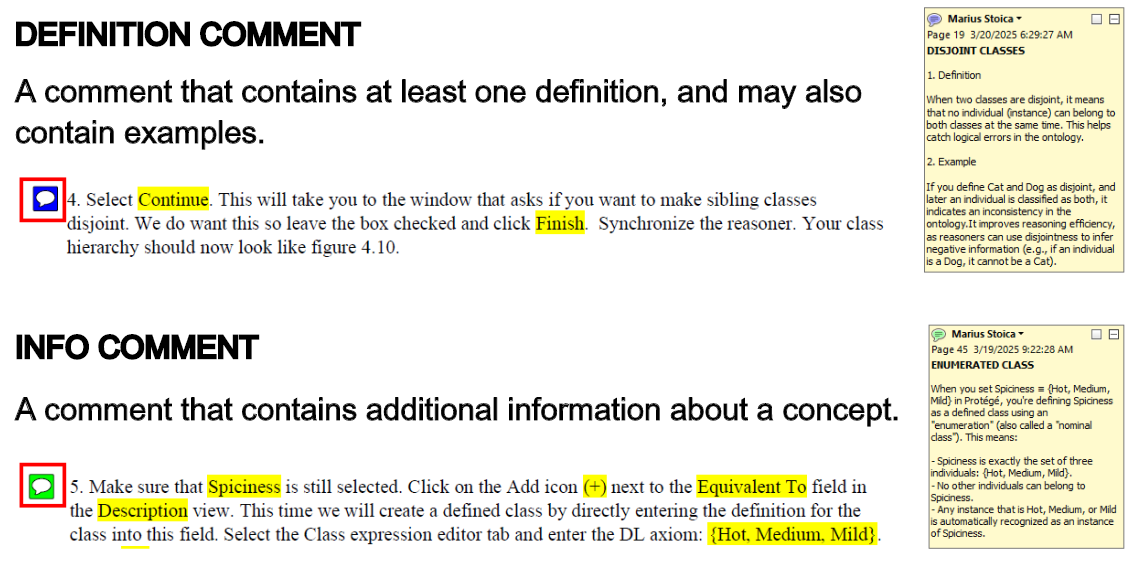 DEFINITION COMMENT
A comment that contains at least one definition, and may also
contain examples.
4. Select Continue. This will take you to the window that asks if you want to make sibling classes
disjoint. We do want this so leave the box checked and click Finish. Synchronize the reasoner. Your class
hierarchy should now look like figure 4.10.
Marius Stoica
Page 19 3/20/2025 6:29:27 AM
DISJOINT CLASSES
1. Definition
When two classes are disjoint, it means
that no individual (instance) can belong to
both classes at the same time. This helps
catch logical errors in the ontology.
2. Example
If you define Cat and Dog as disjoint, and
later an individual is classified as both, it
indicates an inconsistency in the
ontology.It improves reasoning efficiency,
as reasoners can use disjointness to infer
negative information (e.g., if an individual
is a Dog, it cannot be a Cat).
INFO COMMENT
A comment that contains additional information about a concept.
5. Make sure that Spiciness is still selected. Click on the Add icon (+) next to the Equivalent To field in
the Description view. This time we will create a defined class by directly entering the definition for the
class into this field. Select the Class expression editor tab and enter the DL axiom: {Hot, Medium, Mild}.
Marius Stoica
Page 45 3/19/2025 9:22:28 AM
ENUMERATED CLASS
When you set Spiciness ≡ {Hot, Medium,
Mild} in Protégé, you're defining Spiciness
as a defined class using an
"enumeration" (also called a "nominal
class"). This means:
- Spiciness is exactly the set of three
individuals: {Hot, Medium, Mild}.
- No other individuals can belong to
Spiciness.
- Any instance that is Hot, Medium, or Mild
is automatically recognized as an instance
of Spiciness.